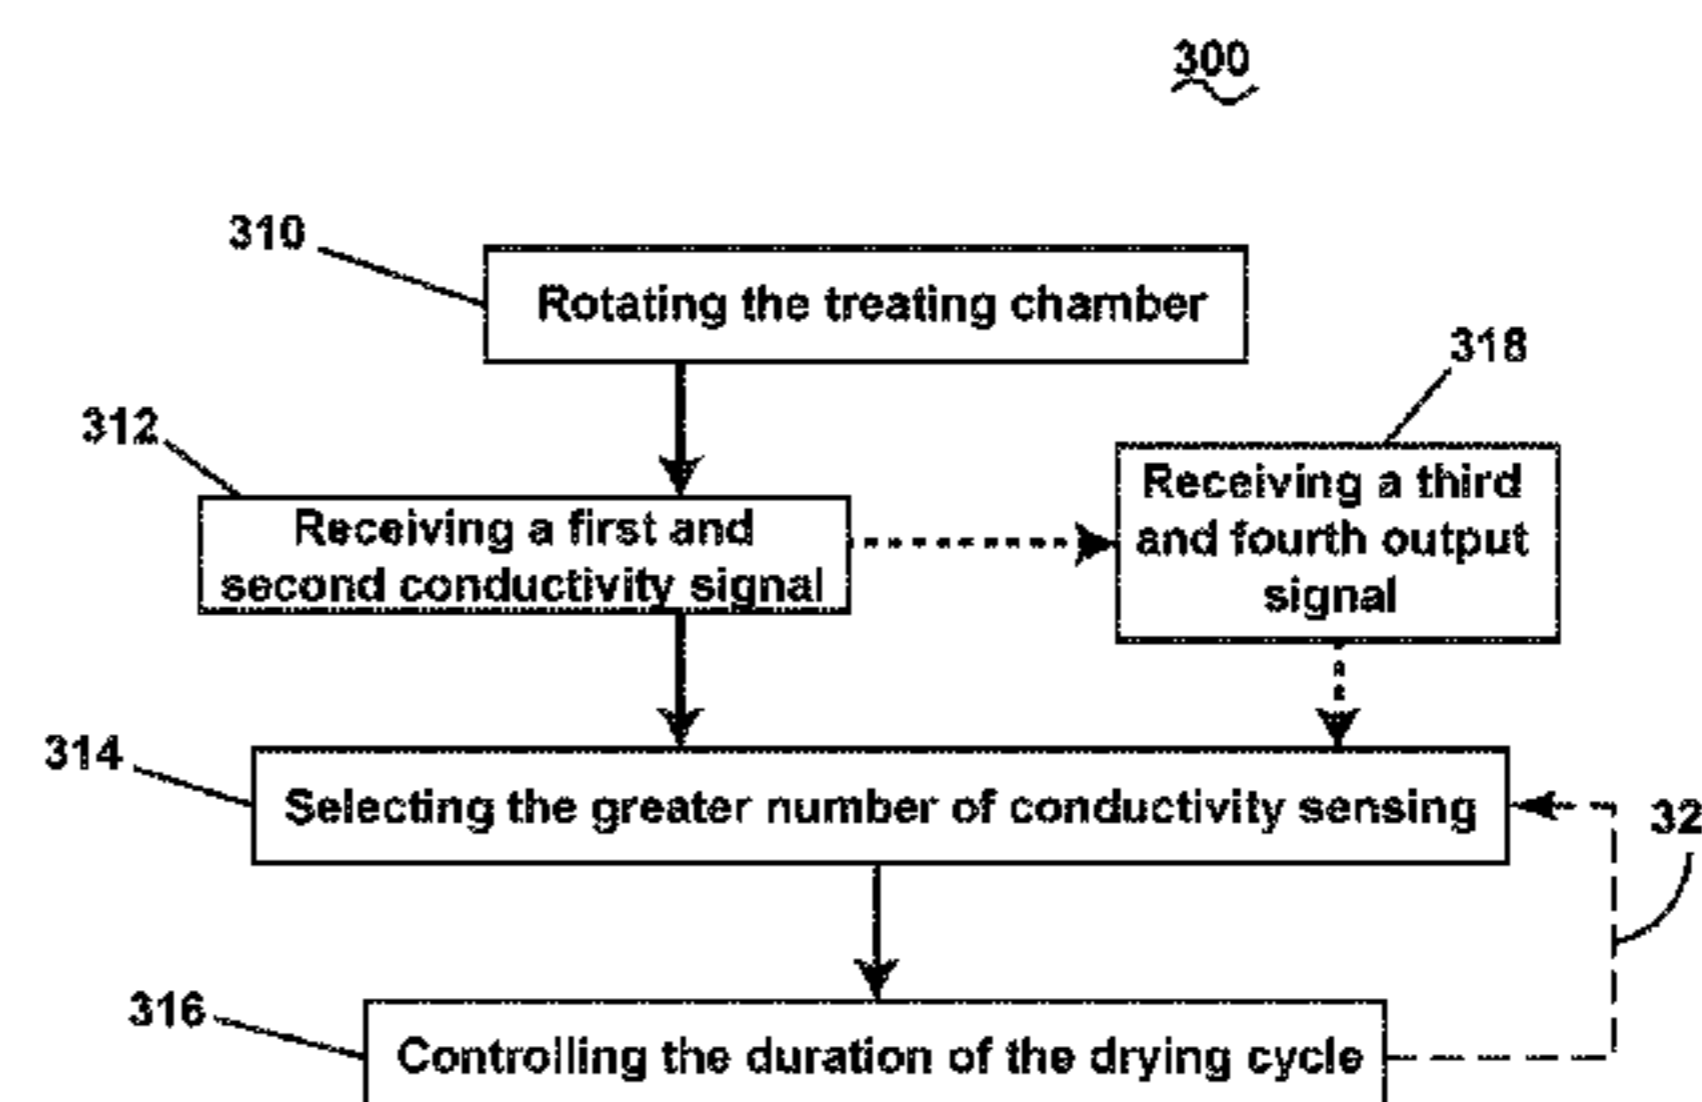 300
310
Rotating the treating chamber
318
312
Receiving a first and
second conductivity signal
Receiving a third
and fourth output
signal
314
Selecting the greater number of conductivity sensing
32
316
Controlling the duration of the drying cycle